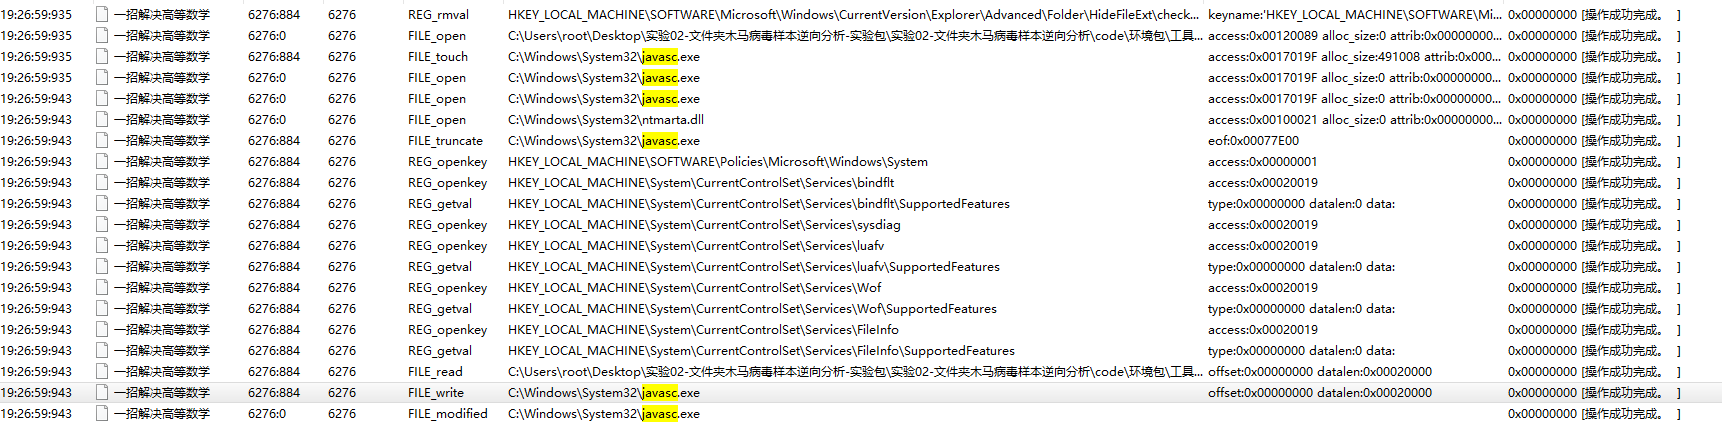 19:26:59:935 一招解决高等数学 6276:884 6276 REG_rmval HKEY_LOCAL_MACHINE\SOFTWARE\Microsoft\Windows\CurrentVersion\Explorer\Advanced\Folder\HideFileExt\check... keyname:'HKEY_LOCAL_MACHINE\SOFTWARE\Mi... 0x00000000 [操作成功完成。 ]
19:26:59:935 一招解决高等数学 6276:0 6276 FILE_open C:\Users\root\Desktop\实验02-文件夹木马病毒样本逆向分析-实验包\实验02-文件夹木马病毒样本逆向分析\code\环境包\工具... access:0x00120089 alloc_size:0 attrib:0x00000000... 0x00000000 [操作成功完成。 ]
19:26:59:935 一招解决高等数学 6276:884 6276 FILE_touch C:\Windows\System32\javasc.exe access:0x0017019F alloc_size:491008 attrib:0x000... 0x00000000 [操作成功完成。 ]
19:26:59:935 一招解决高等数学 6276:0 6276 FILE_open C:\Windows\System32\javasc.exe access:0x0017019F alloc_size:0 attrib:0x00000000... 0x00000000 [操作成功完成。 ]
19:26:59:943 一招解决高等数学 6276:0 6276 FILE_open C:\Windows\System32\javasc.exe access:0x0017019F alloc_size:0 attrib:0x00000000... 0x00000000 [操作成功完成。 ]
19:26:59:943 一招解决高等数学 6276:0 6276 FILE_open C:\Windows\System32\ntmarta.dll access:0x00100021 alloc_size:0 attrib:0x00000000... 0x00000000 [操作成功完成。 ]
19:26:59:943 一招解决高等数学 6276:884 6276 FILE_truncate C:\Windows\System32\javasc.exe eof:0x00077E00 0x00000000 [操作成功完成。 ]
19:26:59:943 一招解决高等数学 6276:884 6276 REG_openkey HKEY_LOCAL_MACHINE\SOFTWARE\Policies\Microsoft\Windows\System access:0x00000001 0x00000000 [操作成功完成。 ]
19:26:59:943 一招解决高等数学 6276:884 6276 REG_openkey HKEY_LOCAL_MACHINE\System\CurrentControlSet\Services\bindflt access:0x00020019 0x00000000 [操作成功完成。 ]
19:26:59:943 一招解决高等数学 6276:884 6276 REG_getval HKEY_LOCAL_MACHINE\System\CurrentControlSet\Services\bindflt\SupportedFeatures type:0x00000000 datalen:0 data: 0x00000000 [操作成功完成。 ]
19:26:59:943 一招解决高等数学 6276:884 6276 REG_openkey HKEY_LOCAL_MACHINE\System\CurrentControlSet\Services\sysdiag access:0x00020019 0x00000000 [操作成功完成。 ]
19:26:59:943 一招解决高等数学 6276:884 6276 REG_openkey HKEY_LOCAL_MACHINE\System\CurrentControlSet\Services\luafv access:0x00020019 0x00000000 [操作成功完成。 ]
19:26:59:943 一招解决高等数学 6276:884 6276 REG_getval HKEY_LOCAL_MACHINE\System\CurrentControlSet\Services\luafv\SupportedFeatures type:0x00000000 datalen:0 data: 0x00000000 [操作成功完成。 ]
19:26:59:943 一招解决高等数学 6276:884 6276 REG_openkey HKEY_LOCAL_MACHINE\System\CurrentControlSet\Services\Wof access:0x00020019 0x00000000 [操作成功完成。 ]
19:26:59:943 一招解决高等数学 6276:884 6276 REG_getval HKEY_LOCAL_MACHINE\System\CurrentControlSet\Services\Wof\SupportedFeatures type:0x00000000 datalen:0 data: 0x00000000 [操作成功完成。 ]
19:26:59:943 一招解决高等数学 6276:884 6276 REG_openkey HKEY_LOCAL_MACHINE\System\CurrentControlSet\Services\FileInfo access:0x00020019 0x00000000 [操作成功完成。 ]
19:26:59:943 一招解决高等数学 6276:884 6276 REG_getval HKEY_LOCAL_MACHINE\System\CurrentControlSet\Services\FileInfo\SupportedFeatures type:0x00000000 datalen:0 data: 0x00000000 [操作成功完成。 ]
19:26:59:943 一招解决高等数学 6276:884 6276 FILE_read C:\Users\root\Desktop\实验02-文件夹木马病毒样本逆向分析-实验包\实验02-文件夹木马病毒样本逆向分析\code\环境包\工具... offset:0x00000000 datalen:0x00020000 0x00000000 [操作成功完成。 ]
19:26:59:943 一招解决高等数学 6276:884 6276 FILE_write C:\Windows\System32\javasc.exe offset:0x00000000 datalen:0x00020000 0x00000000 [操作成功完成。 ]
19:26:59:943 一招解决高等数学 6276:0 6276 FILE_modified C:\Windows\System32\javasc.exe 0x00000000 [操作成功完成。 ]